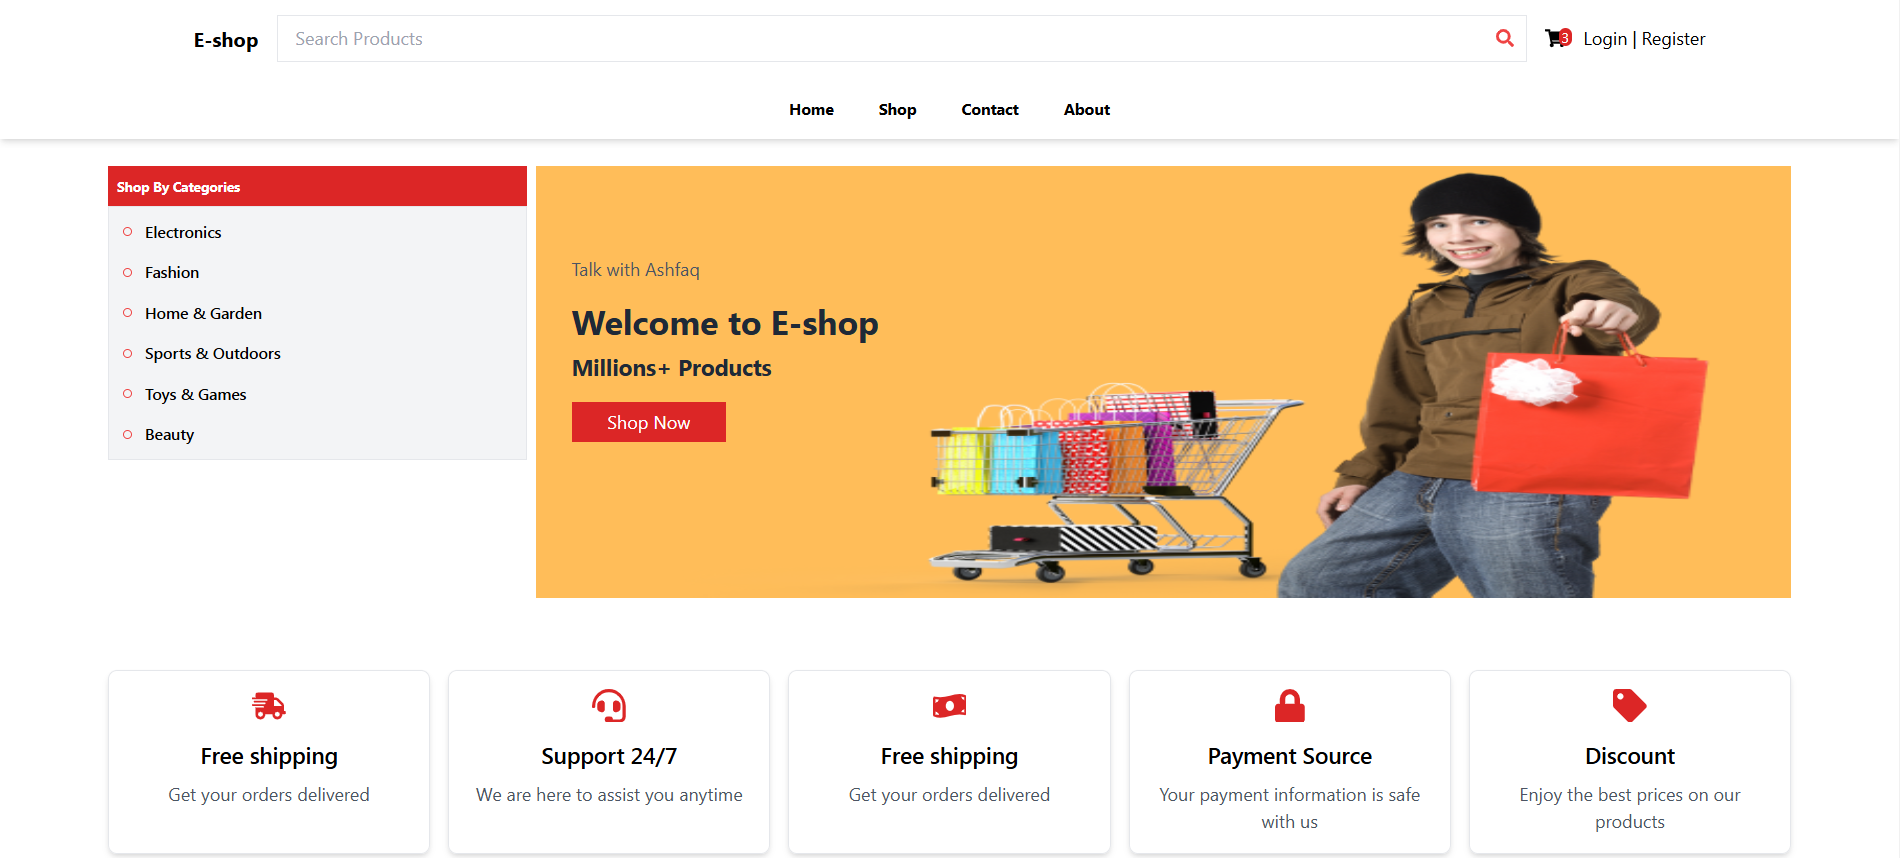 E-shop
Search Products
3
Login | Register
Home
Shop
Contact
About
Shop By Categories
Electronics
Fashion
Home & Garden
Sports & Outdoors
Toys & Games
Beauty
Talk with Ashfaq
Welcome to E-shop
Millions+ Products
Shop Now
Free shipping
Get your orders delivered
Support 24/7
We are here to assist you anytime
Free shipping
Get your orders delivered
Payment Source
Your payment information is safe
with us
Discount
Enjoy the best prices on our
products